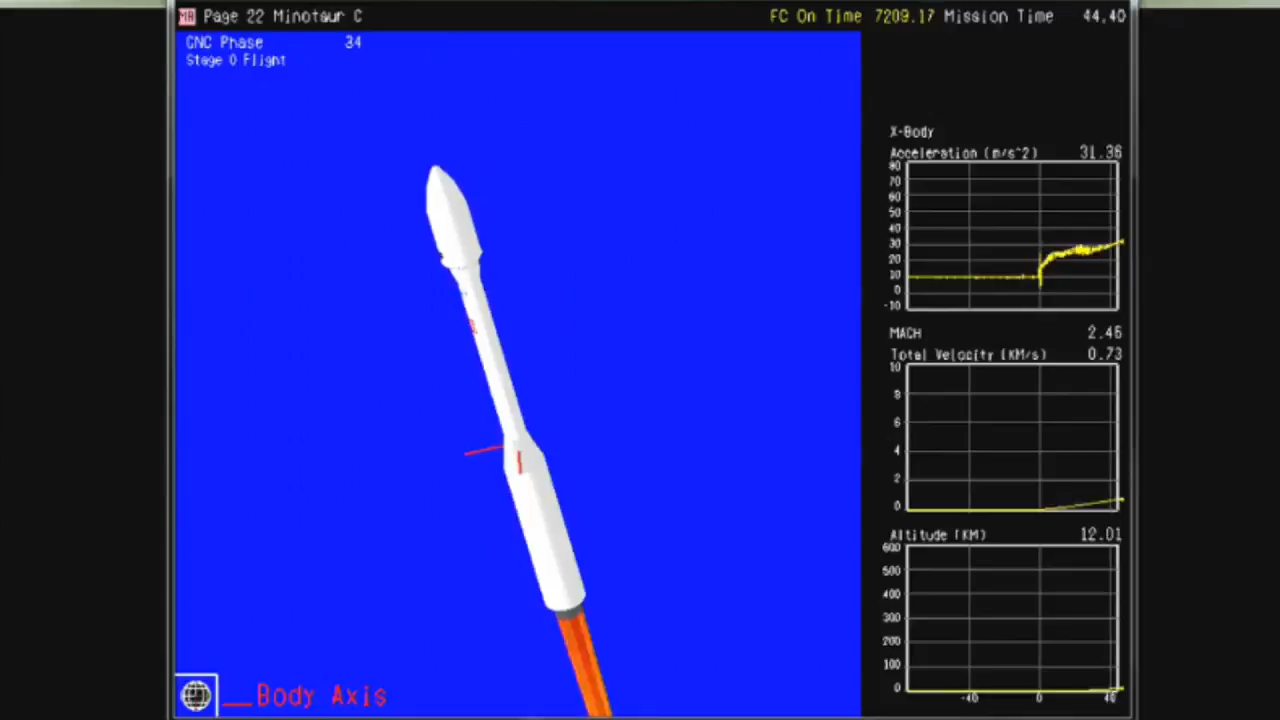 MA Page 22 Minotaur C FC On Time 7209.17 Mission Time 44.40
GNC Phase 34
Stage 0 Flight
X-Body
Acceleration (m/s^2) 31.36
80
70
60
50
40
30
20
10
0
-10
MACH 2.46
Total Velocity (KM/s) 0.73
10
8
6
4
2
0
Altitude (KM) 12.01
600
500
400
300
200
100
0
-40 0 40
Body Axis